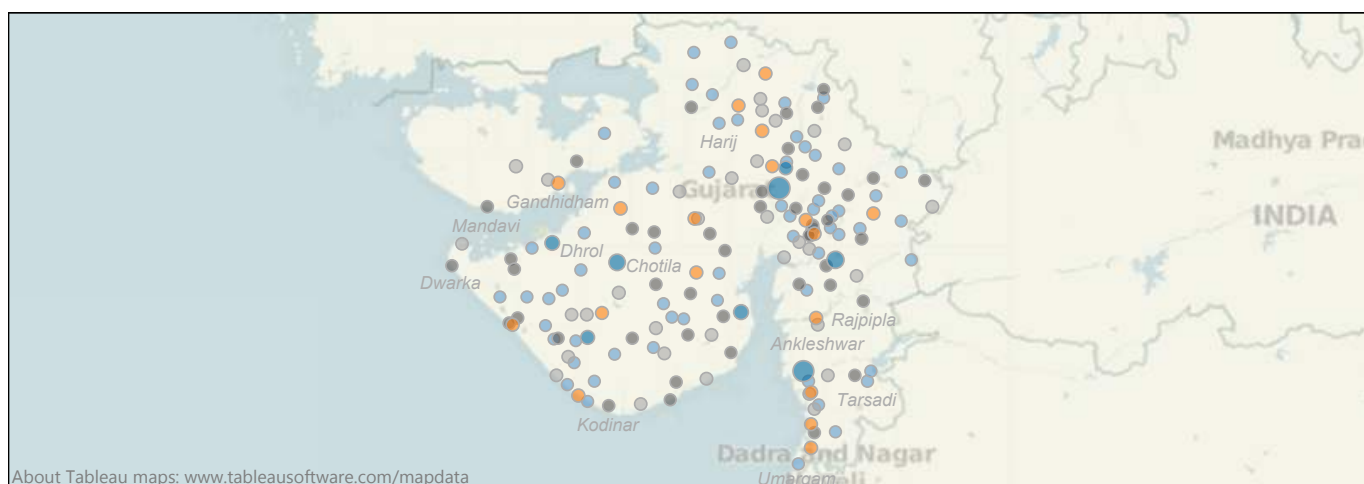 Madhya Pra
Harij
Gujara
Gandhidham
INDIA
Mandavi
Dhrol
Chotila
Dwarka
Rajpipla
Ankleshwar
Tarsadi
Kodinar
Dadra and Nagar
About Tableau maps: www.tableausoftware.com/mapdata
Umargam